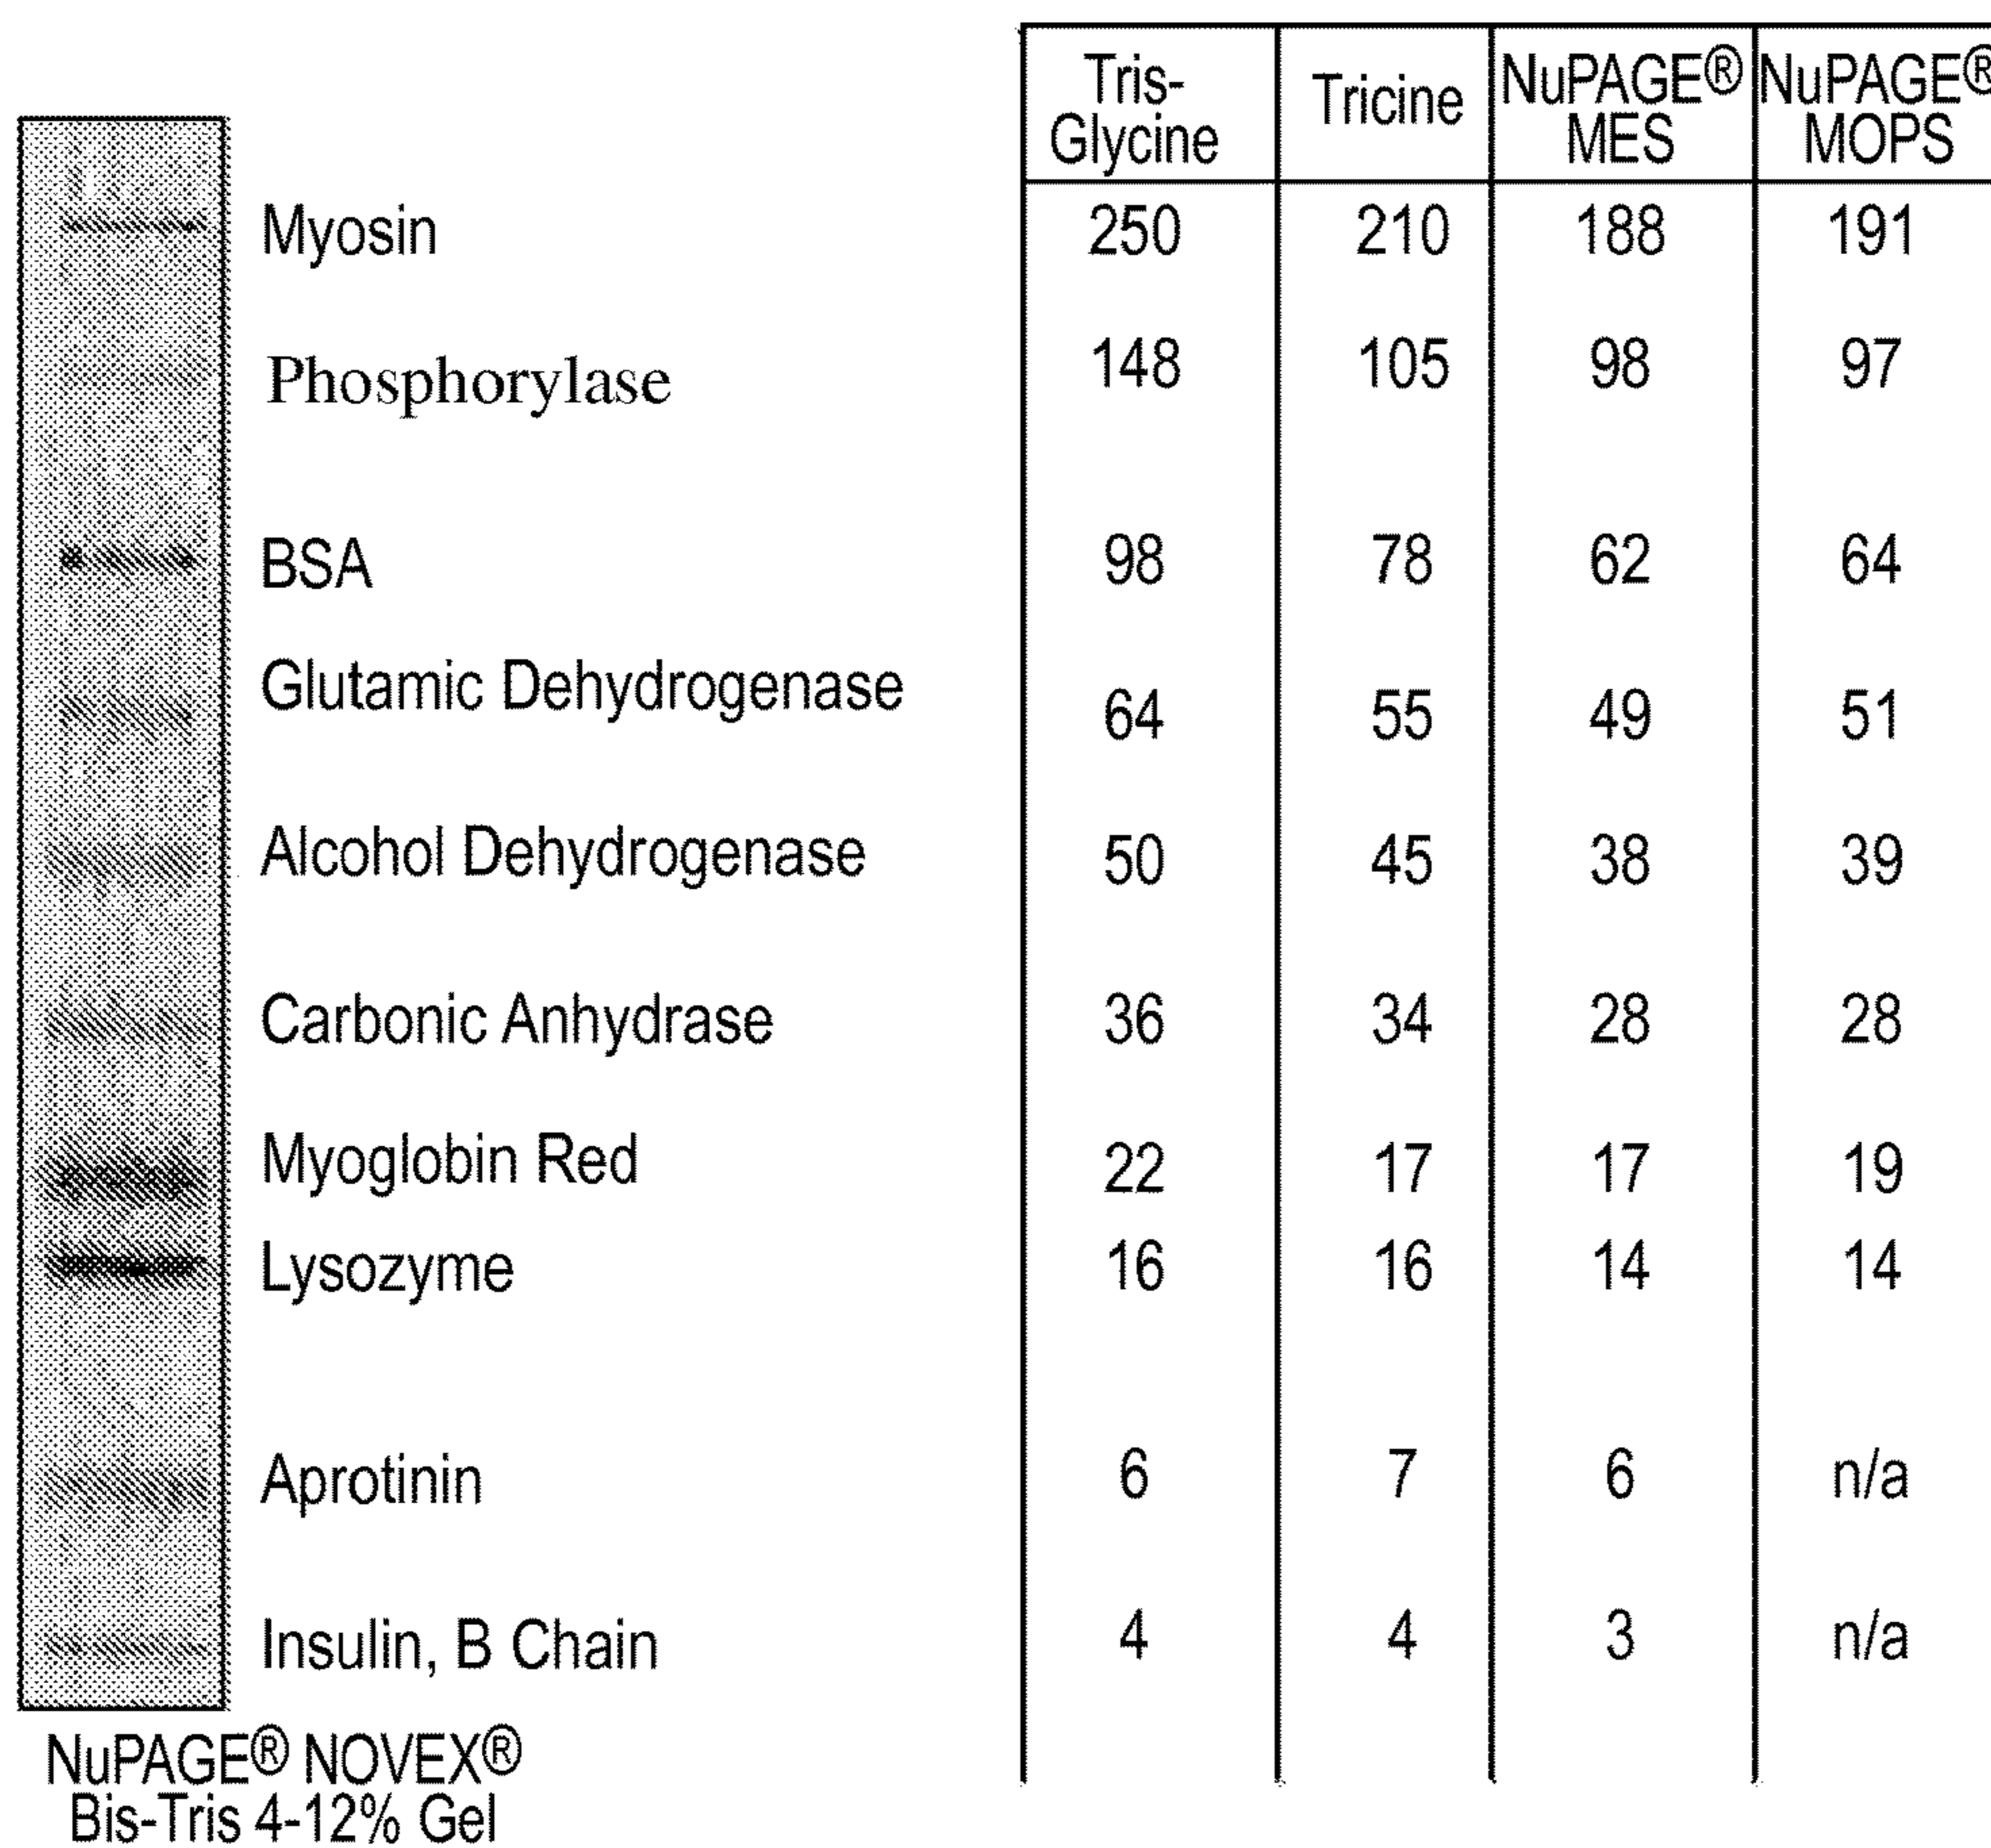 Tris-
Glycine
Tricine
NuPAGE®
MES
NuPAGE®
MOPS
Myosin 250 210 188 191
Phosphorylase 148 105 98 97
BSA 98 78 62 64
Glutamic Dehydrogenase 64 55 49 51
Alcohol Dehydrogenase 50 45 38 39
Carbonic Anhydrase 36 34 28 28
Myoglobin Red 22 17 17 19
Lysozyme 16 16 14 14
Aprotinin 6 7 6 n/a
Insulin, B Chain 4 4 3 n/a
NuPAGE® NOVEX®
Bis-Tris 4-12% Gel